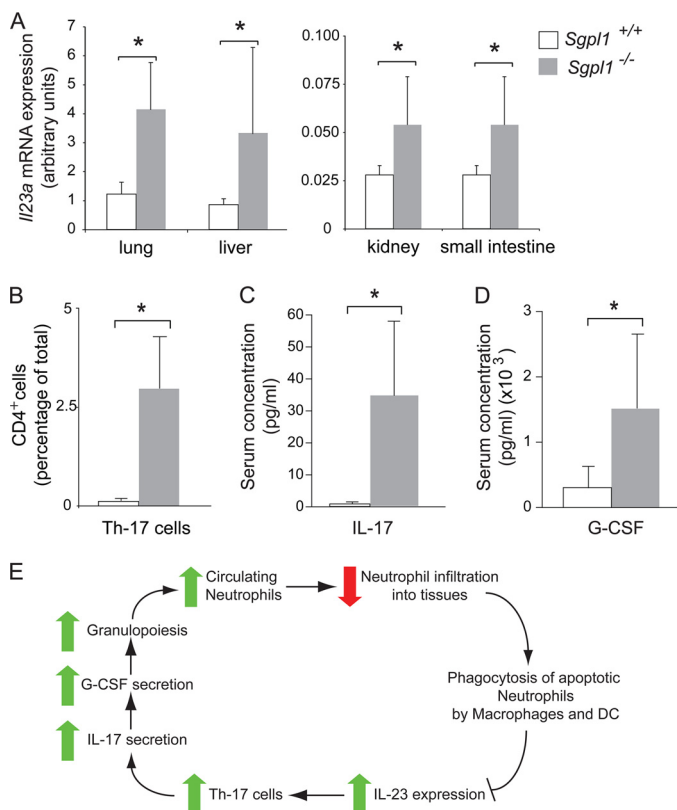 A
Il23a mRNA expression
(arbitrary units)
7
6
5
4
3
2
1
0
*
*
lung
liver
0.100
0.075
0.050
0.025
0
*
*
kidney
small intestine
Sgpl1 +/+
Sgpl1 -/-
B
CD4+cells
(percentage of total)
5
2.5
0
*
Th-17 cells
C
Serum concentration
(pg/ml)
60
50
40
30
20
10
0
*
IL-17
D
Serum concentration
(pg/ml) (x10 3)
3
2
1
0
*
G-CSF
E
Circulating
Neutrophils
Neutrophil infiltration
into tissues
Granulopoiesis
G-CSF secretion
IL-17 secretion
Phagocytosis of apoptotic
Neutrophils
by Macrophages and DC
Th-17 cells
IL-23 expression